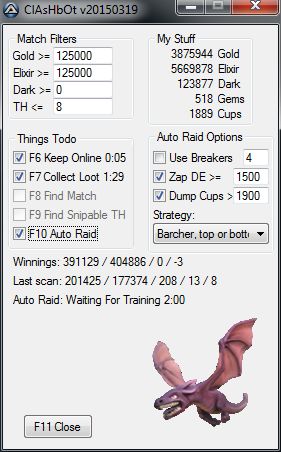 ClAsHbOt v20150319
Match Filters
Gold >= 125000
Elixir >= 125000
Dark >= 0
TH <= 8
My Stuff
3875944 Gold
5669878 Elixir
123877 Dark
518 Gems
1889 Cups
Things Todo
F6 Keep Online 0:05
F7 Collect Loot 1:29
F8 Find Match
F9 Find Snipable TH
F10 Auto Raid
Auto Raid Options
Use Breakers 4
Zap DE >= 1500
Dump Cups > 1900
Strategy:
Barcher, top or botto
Winnings: 391129 / 404886 / 0 / -3
Last scan: 201425 / 177374 / 208 / 13 / 8
Auto Raid: Waiting For Training 2:00
F11 Close